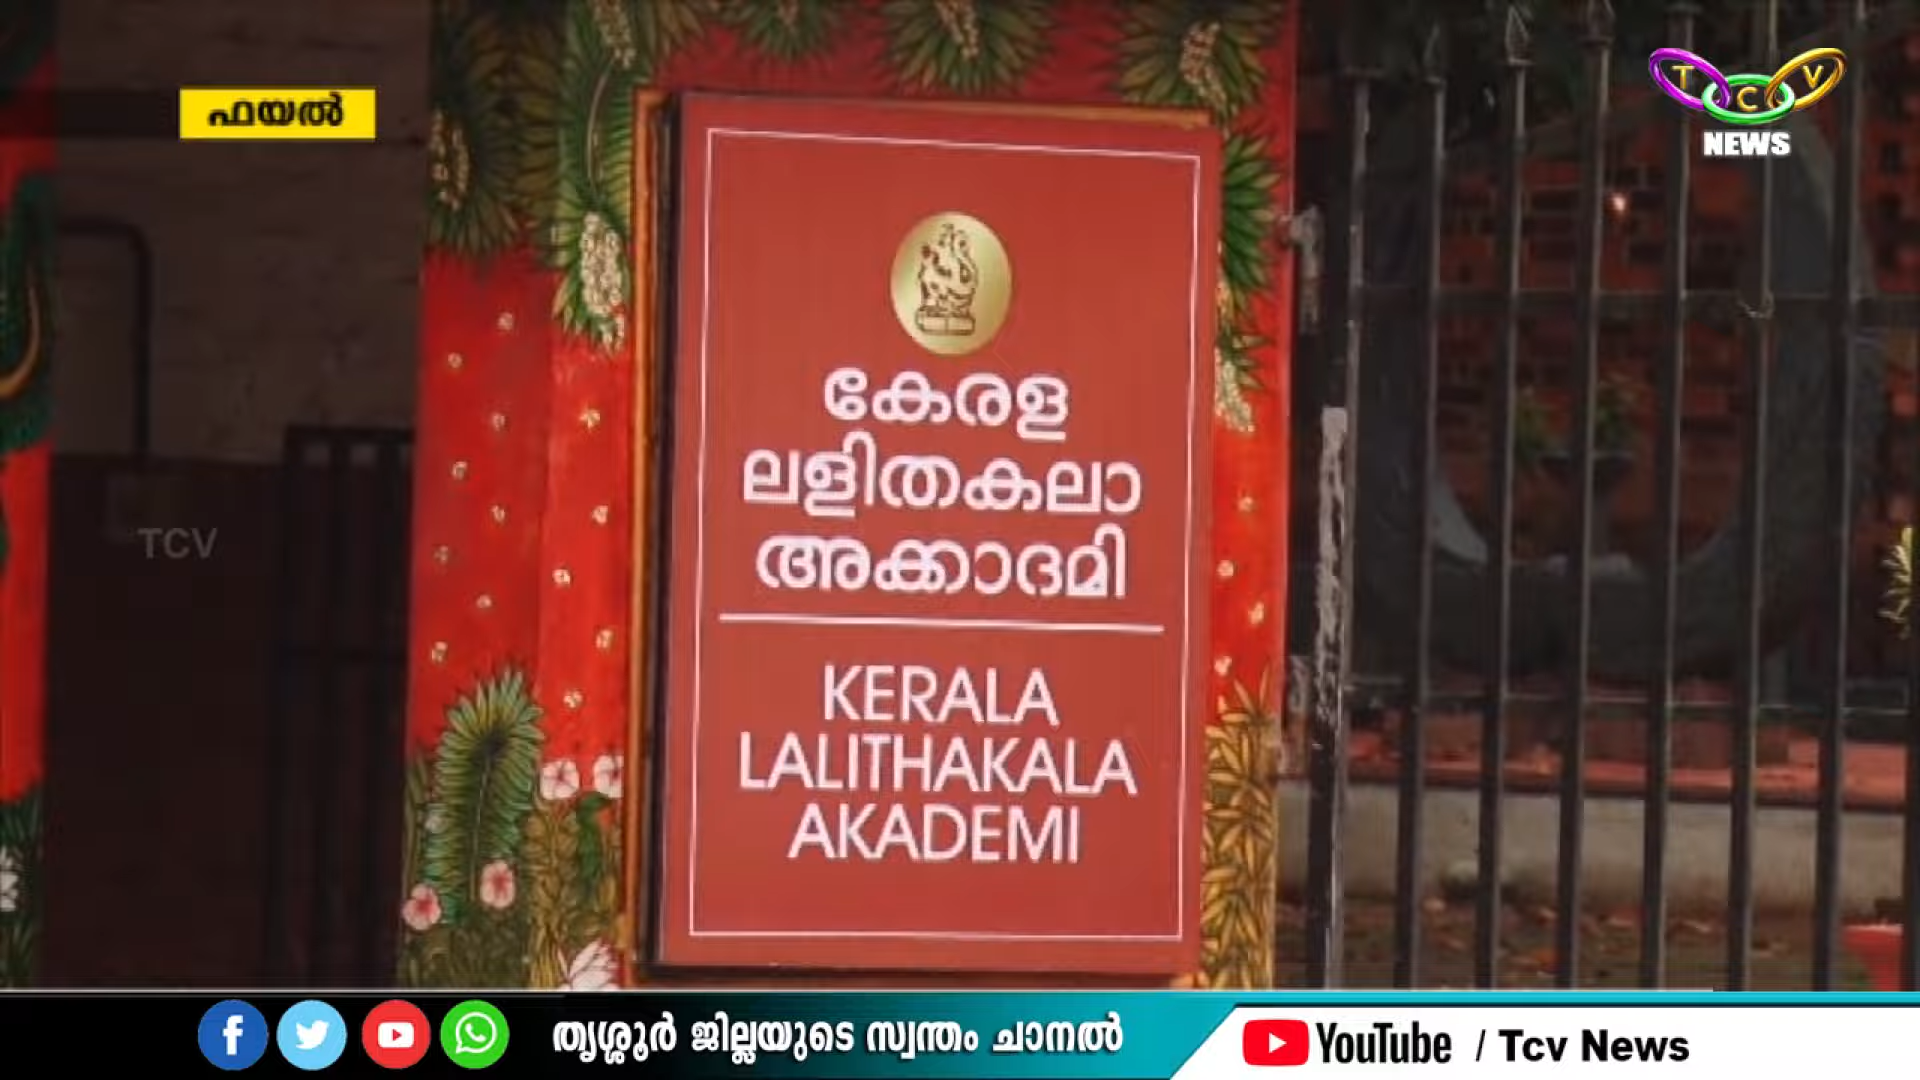 ഫയൽ
T C V
NEWS
കേരള
ലളിതകലാ
അക്കാദമി
KERALA
LALITHAKALA
AKADEMI
TCV
തൃശ്ശൂർ ജില്ലയുടെ സ്വന്തം ചാനൽ
YouTube / Tcv News